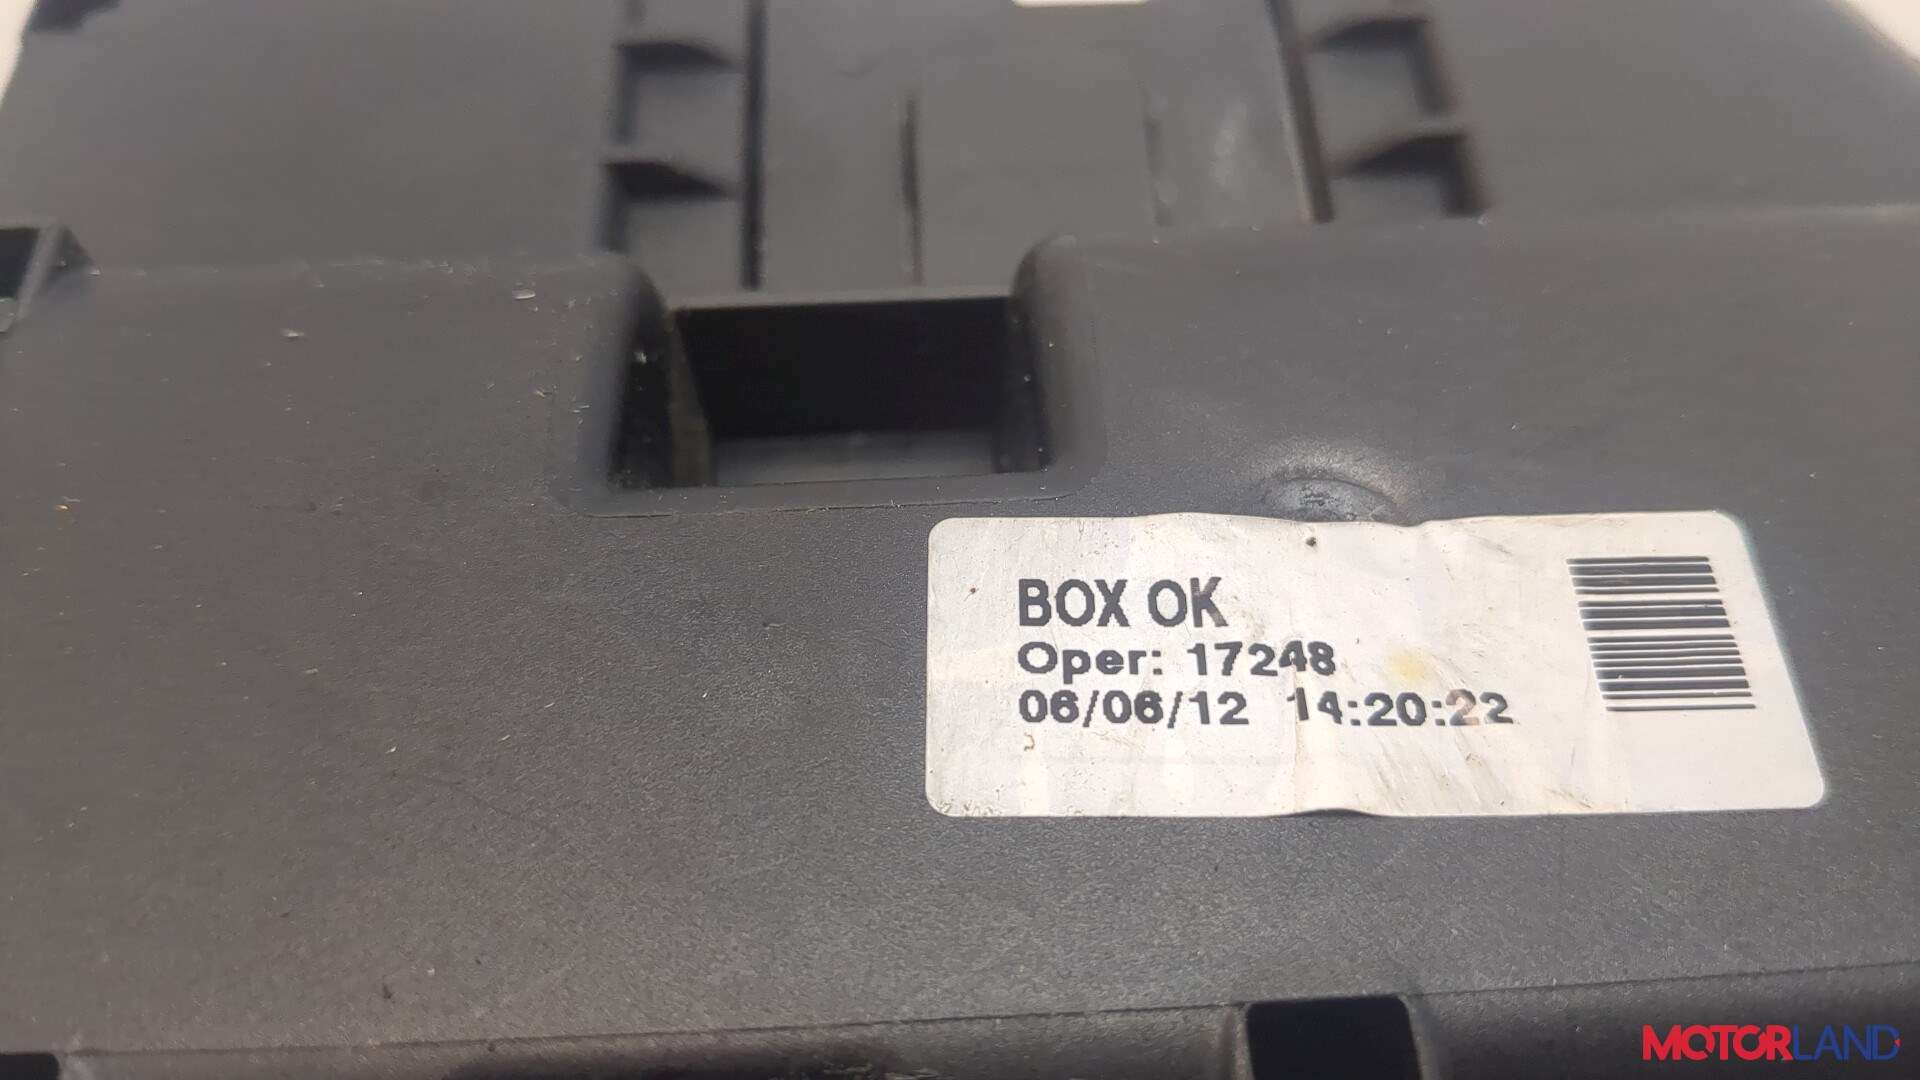 BOX OK
Oper: 17248
06/06/12 14:20:22
MOTORLAND